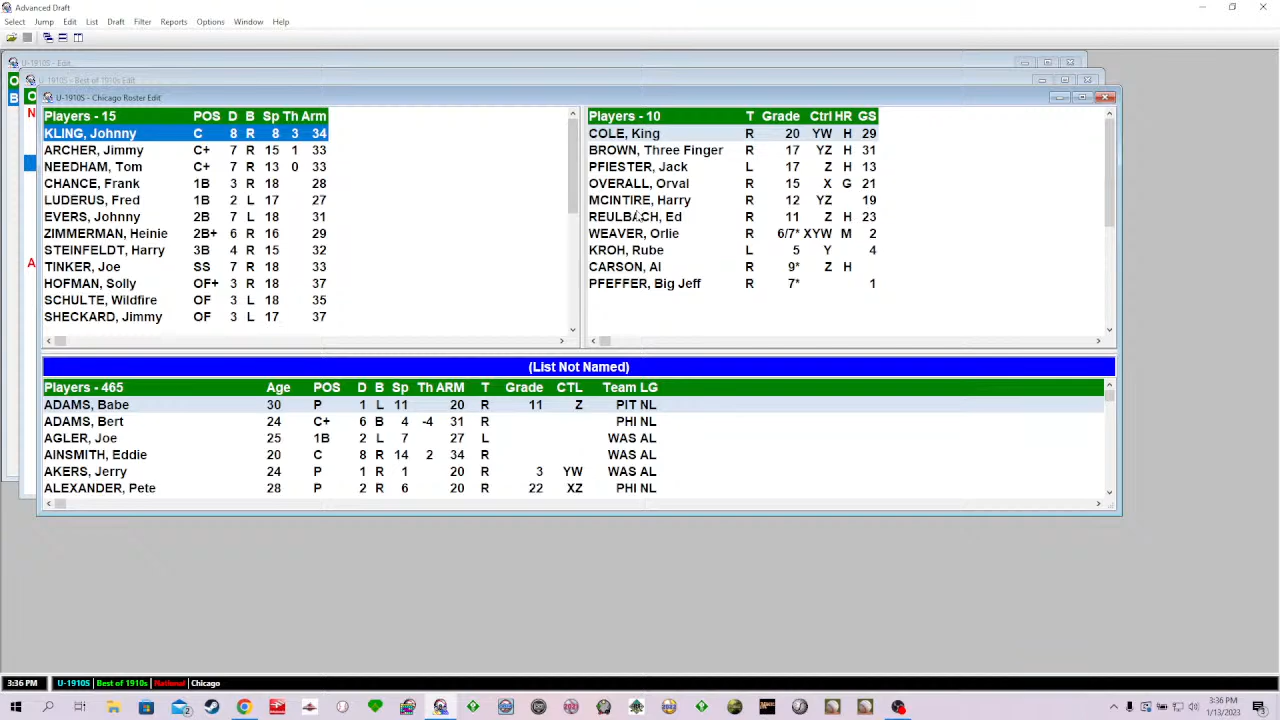 Advanced Draft
Select Jump Edit List Draft Filter Reports Options Window Help
U-1910S - Edit
U-1910S - Best of 1910s Edit
U-1910S - Chicago Roster Edit
Players - 15 POS D B Sp Th Arm
KLING, Johnny C 8 R 8 3 34
ARCHER, Jimmy C+ 7 R 15 1 33
NEEDHAM, Tom C+ 7 R 13 0 33
CHANCE, Frank 1B 3 R 18 28
LUDERUS, Fred 1B 2 L 17 27
EVERS, Johnny 2B 7 L 18 31
ZIMMERMAN, Heinie 2B+ 6 R 16 29
STEINFELDT, Harry 3B 4 R 15 32
TINKER, Joe SS 7 R 18 33
HOFMAN, Solly OF+ 3 R 18 37
SCHULTE, Wildfire OF 3 L 18 35
SHECKARD, Jimmy OF 3 L 17 37
Players - 10 T Grade Ctrl HR GS
COLE, King R 20 YW H 29
BROWN, Three Finger R 17 YZ H 31
PFIESTER, Jack L 17 Z H 13
OVERALL, Orval R 15 X G 21
MCINTIRE, Harry R 12 YZ 19
REULBACH, Ed R 11 Z H 23
WEAVER, Orlie R 6/7* XYW M 2
KROH, Rube L 5 Y 4
CARSON, Al R 9* Z H
PFEFFER, Big Jeff R 7* 1
(List Not Named)
Players - 465 Age POS D B Sp Th ARM T Grade CTL Team LG
ADAMS, Babe 30 P 1 L 11 20 R 11 Z PIT NL
ADAMS, Bert 24 C+ 6 B 4 -4 31 R PHI NL
AGLER, Joe 25 1B 2 L 7 27 L WAS AL
AINSMITH, Eddie 20 C 8 R 14 2 34 R WAS AL
AKERS, Jerry 24 P 1 R 1 20 R 3 YW WAS AL
ALEXANDER, Pete 28 P 2 R 6 20 R 22 XZ PHI NL
3:36 PM U-1910S Best of 1910s National Chicago
3:36 PM
1/13/2023